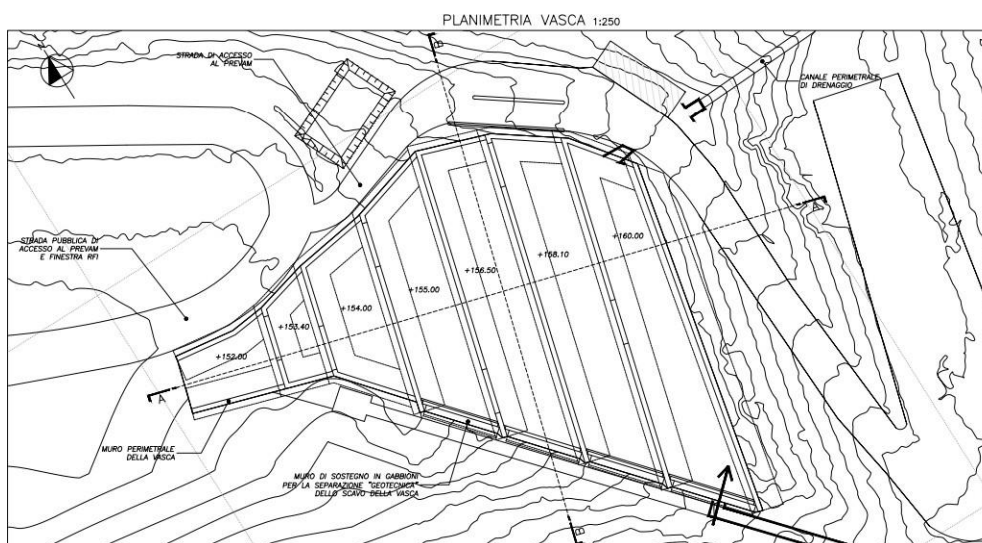 PLANIMETRIA VASCA 1:250
STRADA DI ACCESSO
AL PREVAM
CANALE PERIMETRALE
DI DRENAGGIO
B
A
STRADA PUBBLICA DI
ACCESSO AL PREVAM
E FINESTRA RFI
+160.00
+158.10
+156.50
+155.00
+154.00
+153.40
+152.00
A
MURO PERIMETRALE
DELLA VASCA
MURO DI SOSTEGNO IN GABBIONI
PER LA SEPARAZIONE "GEOTECNICA"
DELLO SCAVO DELLA VASCA
B